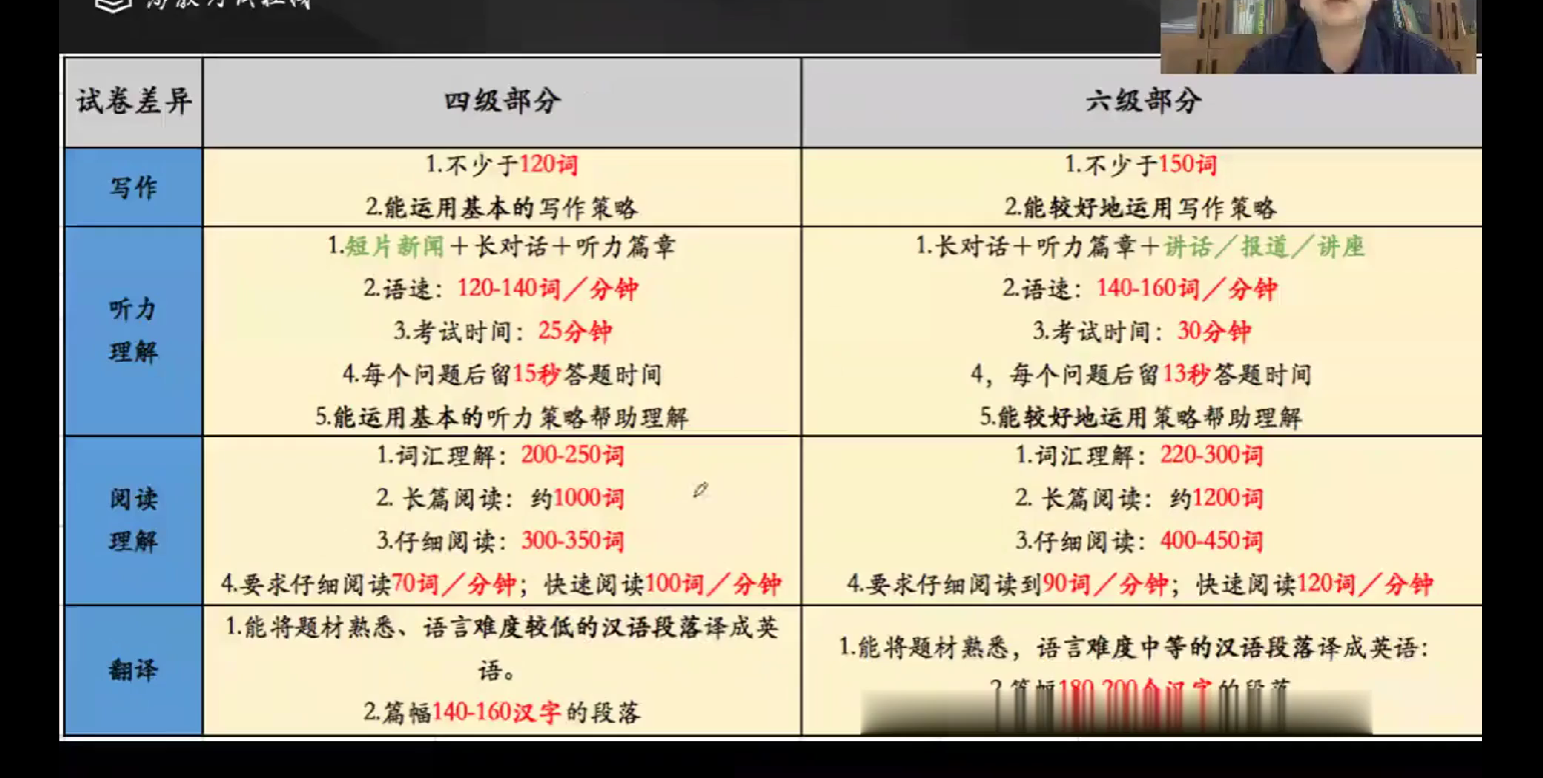 试卷差异
四级部分
六级部分
写作
1.不少于120词
2.能运用基本的写作策略
1.不少于150词
2.能较好地运用写作策略
听力
理解
1.短片新闻＋长对话＋听力篇章
2.语速：120-140词／分钟
3.考试时间：25分钟
4.每个问题后留15秒答题时间
5.能运用基本的听力策略帮助理解
1.长对话＋听力篇章＋讲话／报道／讲座
2.语速：140-160词／分钟
3.考试时间：30分钟
4，每个问题后留13秒答题时间
5.能较好地运用策略帮助理解
阅读
理解
1.词汇理解：200-250词
2. 长篇阅读：约1000词
3.仔细阅读：300-350词
4.要求仔细阅读70词／分钟；快速阅读100词／分钟
1.词汇理解：220-300词
2. 长篇阅读：约1200词
3.仔细阅读：400-450词
4.要求仔细阅读到90词／分钟；快速阅读120词／分钟
翻译
1.能将题材熟悉、语言难度较低的汉语段落译成英
语。
2.篇幅140-160汉字的段落
1.能将题材熟悉，语言难度中等的汉语段落译成英语：
2.篇幅180-200个汉字的段落